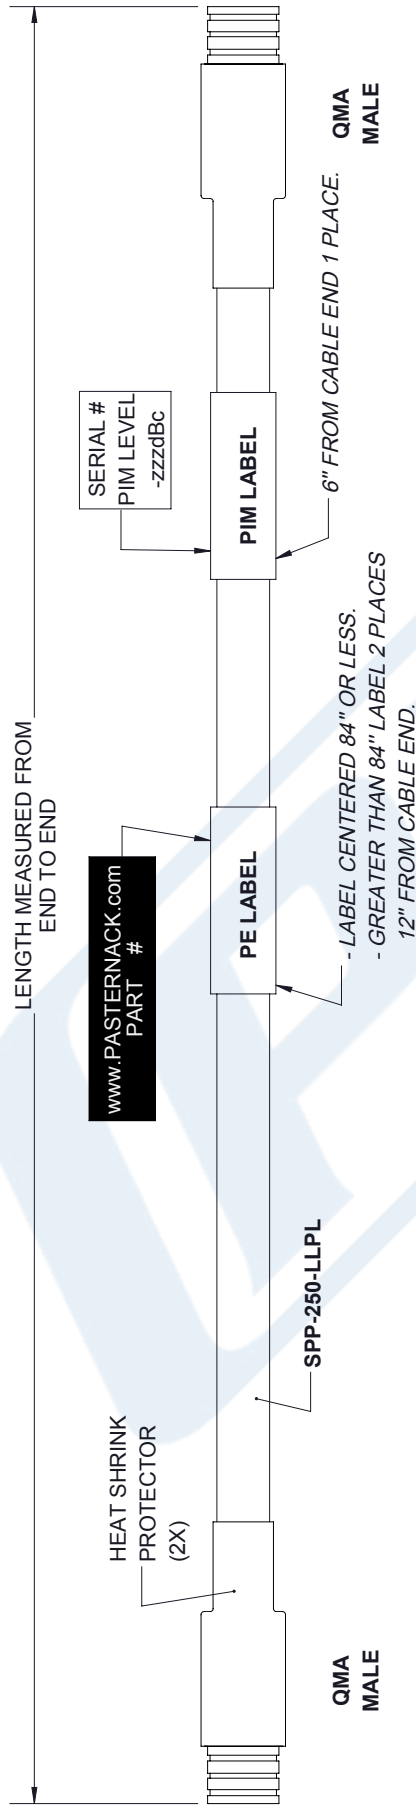 LENGTH MEASURED FROM
END TO END
HEAT SHRINK
PROTECTOR
(2X)
www.PASTERNACK.com
PART #
SERIAL #
PIM LEVEL
-zzzdBc
PE LABEL
PIM LABEL
SPP-250-LLPL
- LABEL CENTERED 84" OR LESS.
- GREATER THAN 84" LABEL 2 PLACES
12" FROM CABLE END.
6" FROM CABLE END 1 PLACE.
QMA
MALE
QMA
MALE